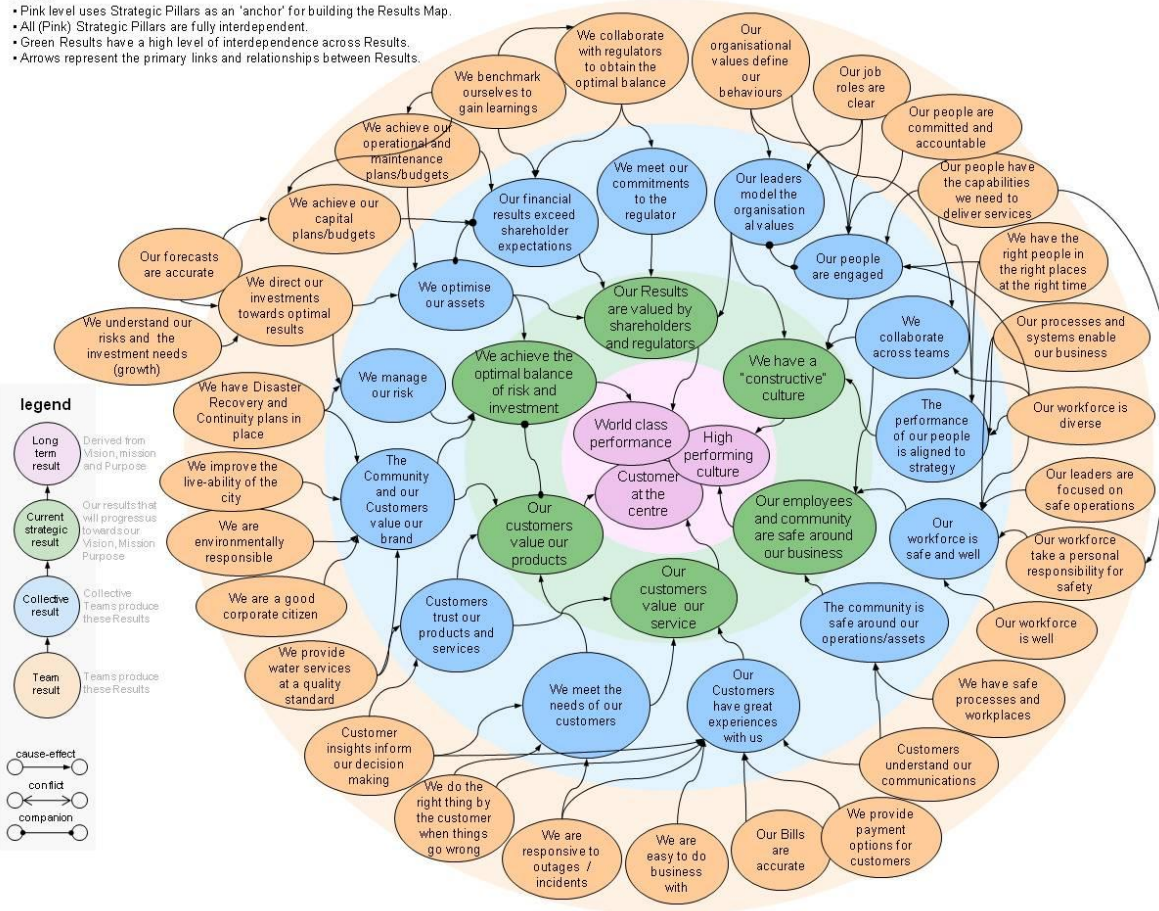 • Pink level uses Strategic Pillars as an 'anchor' for building the Results Map.
• All (Pink) Strategic Pillars are fully interdependent.
• Green Results have a high level of interdependence across Results.
• Arrows represent the primary links and relationships between Results.
We collaborate
with regulators
to obtain the
optimal balance
Our
organisational
values define
our
behaviours
Our job
roles are
clear
We benchmark
ourselves to
gain learnings
Our people are
committed and
accountable
We achieve our
operational and
maintenance
plans/budgets
Our people have
the capabilities
we need to
deliver services
We achieve our
capital
plans/budgets
Our financial
results exceed
shareholder
expectations
We meet our
commitments
to the
regulator
Our leaders
model the
organisation
al values
We have the
right people in
the right places
at the right time
Our forecasts
are accurate
We direct our
investments
towards optimal
results
We optimise
our assets
Our people
are engaged
Our Results
are valued by
shareholders
and regulators
We understand our
risks and the
investment needs
(growth)
We
collaborate
across teams
Our processes and
systems enable
our business
We achieve the
optimal balance
of risk and
investment
We have a
"constructive"
culture
We manage
our risk
We have Disaster
Recovery and
Continuity plans in
place
World class
performance
High
performing
culture
Customer
at the
centre
The
performance
of our people
is aligned to
strategy
Our workforce is
diverse
We improve the
live-ability of the
city
The
Community
and our
Customers
value our
brand
Our leaders are
focused on
safe operations
We are
environmentally
responsible
Our
customers
value our
products
Our employees
and community
are safe around
our business
Our
workforce is
safe and well
Our workforce
take a personal
responsibility for
safety
We are a good
corporate citizen
Customers
trust our
products and
services
Our
customers
value our
service
The community is
safe around our
operations/assets
Our workforce
is well
We provide
water services
at a quality
standard
We meet the
needs of our
customers
Our
Customers
have great
experiences
with us
We have safe
processes and
workplaces
Customer
insights inform
our decision
making
Customers
understand our
communications
We do the
right thing by
the customer
when things
go wrong
We are
responsive to
outages /
incidents
We are
easy to do
business
with
Our Bills
are
accurate
We provide
payment
options for
customers
legend
Long
term
result
Derived from
Vision, mission
and Purpose
Current
strategic
result
Our results that
will progress us
towards our
Vision, Mission
Purpose
Collective
result
Collective
Teams produce
these Results
Team
result
Teams produce
these Results
cause-effect
conflict
companion